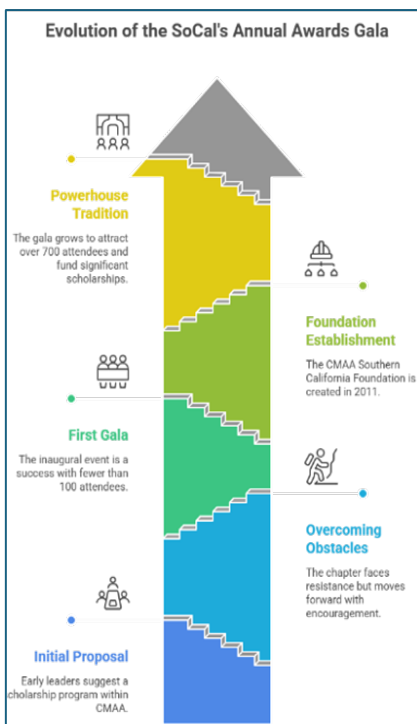 Evolution of the SoCal's Annual Awards Gala
Powerhouse
Tradition
The gala grows to attract
over 700 attendees and
fund significant
scholarships.
Foundation
Establishment
The CMAA Southern
California Foundation is
created in 2011.
First Gala
The inaugural event is a
success with fewer than
100 attendees.
Overcoming
Obstacles
The chapter faces
resistance but moves
forward with
encouragement.
Initial Proposal
Early leaders suggest a
cholarship program within
CMAA.